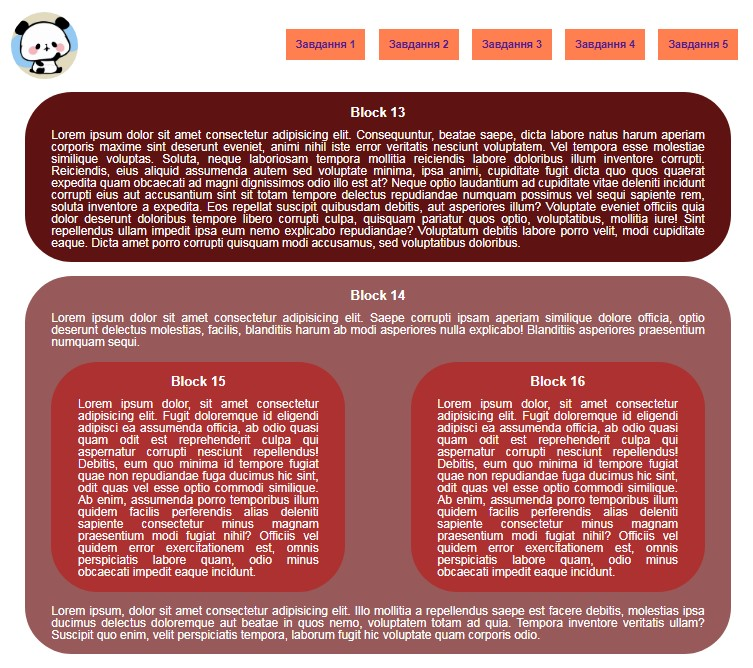 Завдання 1 Завдання 2 Завдання 3 Завдання 4 Завдання 5
Block 13
Lorem ipsum dolor sit amet consectetur adipisicing elit. Consequuntur, beatae saepe, dicta labore natus harum aperiam
corporis maxime sint deserunt eveniet, animi nihil iste error veritatis nesciunt voluptatem. Vel tempora esse molestiae
similique voluptas. Soluta, neque laboriosam tempora mollitia reiciendis labore doloribus illum inventore corrupti.
Reiciendis, eius aliquid assumenda autem sed voluptate minima, ipsa animi, cupiditate fugit dicta quo quos quaerat
expedita quam obcaecati ad magni dignissimos odio illo est at? Neque optio laudantium ad cupiditate vitae deleniti incidunt
corrupti eius aut accusantium sint sit totam tempore delectus repudiandae numquam possimus vel sequi sapiente rem,
soluta inventore expedita. Eos repellat suscipit quibusdam debitis, aut asperiores illum? Voluptate eveniet officiis quia
dolor deserunt doloribus tempore libero corrupti culpa, quisquam pariatur quos optio, voluptatibus, mollitia iure! Sint
repellendus ullam impedit ipsa eum nemo explicabo repudiandae? Voluptatum debitis labore porro velit, modi cupiditate
eaque. Dicta amet porro corrupti quisquam modi accusamus, sed voluptatibus doloribus.
Block 14
Lorem ipsum dolor sit amet consectetur adipisicing elit. Saepe corrupti ipsam aperiam similique dolore officia, optio
deserunt delectus molestias, facilis, blanditiis harum ab modi asperiores nulla explicabo! Blanditiis asperiores praesentium
numquam sequi.
Block 15
Lorem ipsum dolor, sit amet consectetur
adipisicing elit. Fugit doloremque id eligendi
adipisci ea assumenda officia, ab odio quasi
quam odit est reprehenderit culpa qui
aspernatur corrupti nesciunt repellendus!
Debitis, eum quo minima id tempore fugiat
quae non repudiandae fuga ducimus hic sint,
odit quas vel esse optio commodi similique.
Ab enim, assumenda porro temporibus illum
quidem facilis perferendis alias deleniti
sapiente consectetur minus magnam
praesentium modi fugiat nihil? Officiis vel
quidem error exercitationem est, omnis
perspiciatis labore quam, odio minus
obcaecati impedit eaque incidunt.
Block 16
Lorem ipsum dolor, sit amet consectetur
adipisicing elit. Fugit doloremque id eligendi
adipisci ea assumenda officia, ab odio quasi
quam odit est reprehenderit culpa qui
aspernatur corrupti nesciunt repellendus!
Debitis, eum quo minima id tempore fugiat
quae non repudiandae fuga ducimus hic sint,
odit quas vel esse optio commodi similique.
Ab enim, assumenda porro temporibus illum
quidem facilis perferendis alias deleniti
sapiente consectetur minus magnam
praesentium modi fugiat nihil? Officiis vel
quidem error exercitationem est, omnis
perspiciatis labore quam, odio minus
obcaecati impedit eaque incidunt.
Lorem ipsum, dolor sit amet consectetur adipisicing elit. Illo mollitia a repellendus saepe est facere debitis, molestias ipsa
ducimus delectus doloremque aut beatae in quos nemo, voluptatem totam ad quia. Tempora inventore veritatis ullam?
Suscipit quo enim, velit perspiciatis tempora, laborum fugit hic voluptate quam corporis odio.